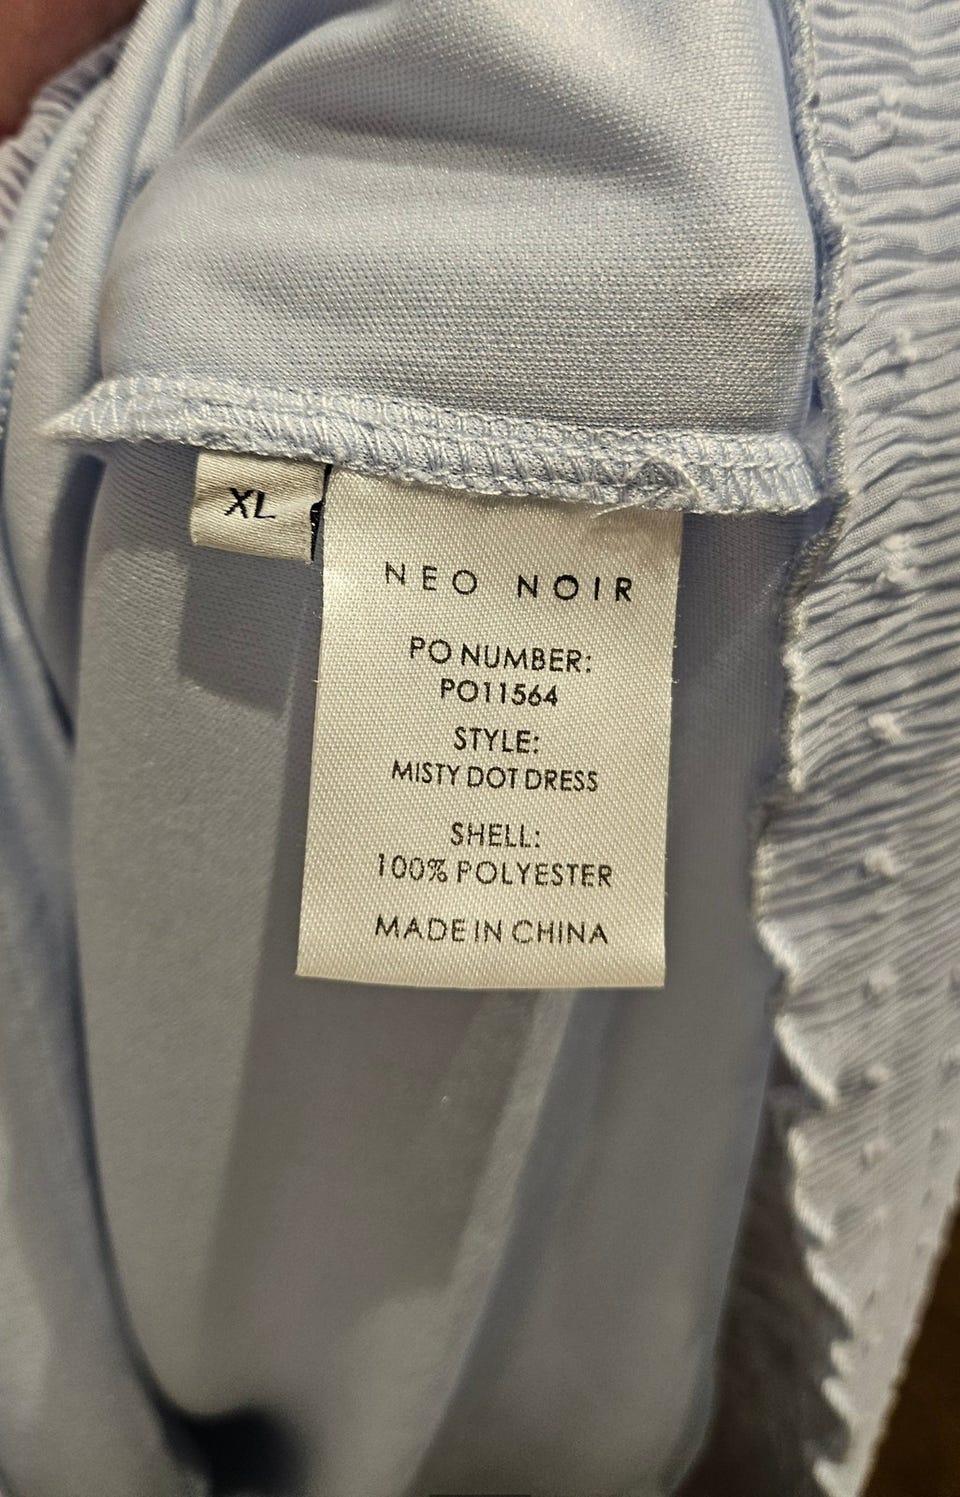 XL
NEO NOIR
PO NUMBER:
PO11564
STYLE:
MISTY DOT DRESS
SHELL:
100% POLYESTER
MADE IN CHINA